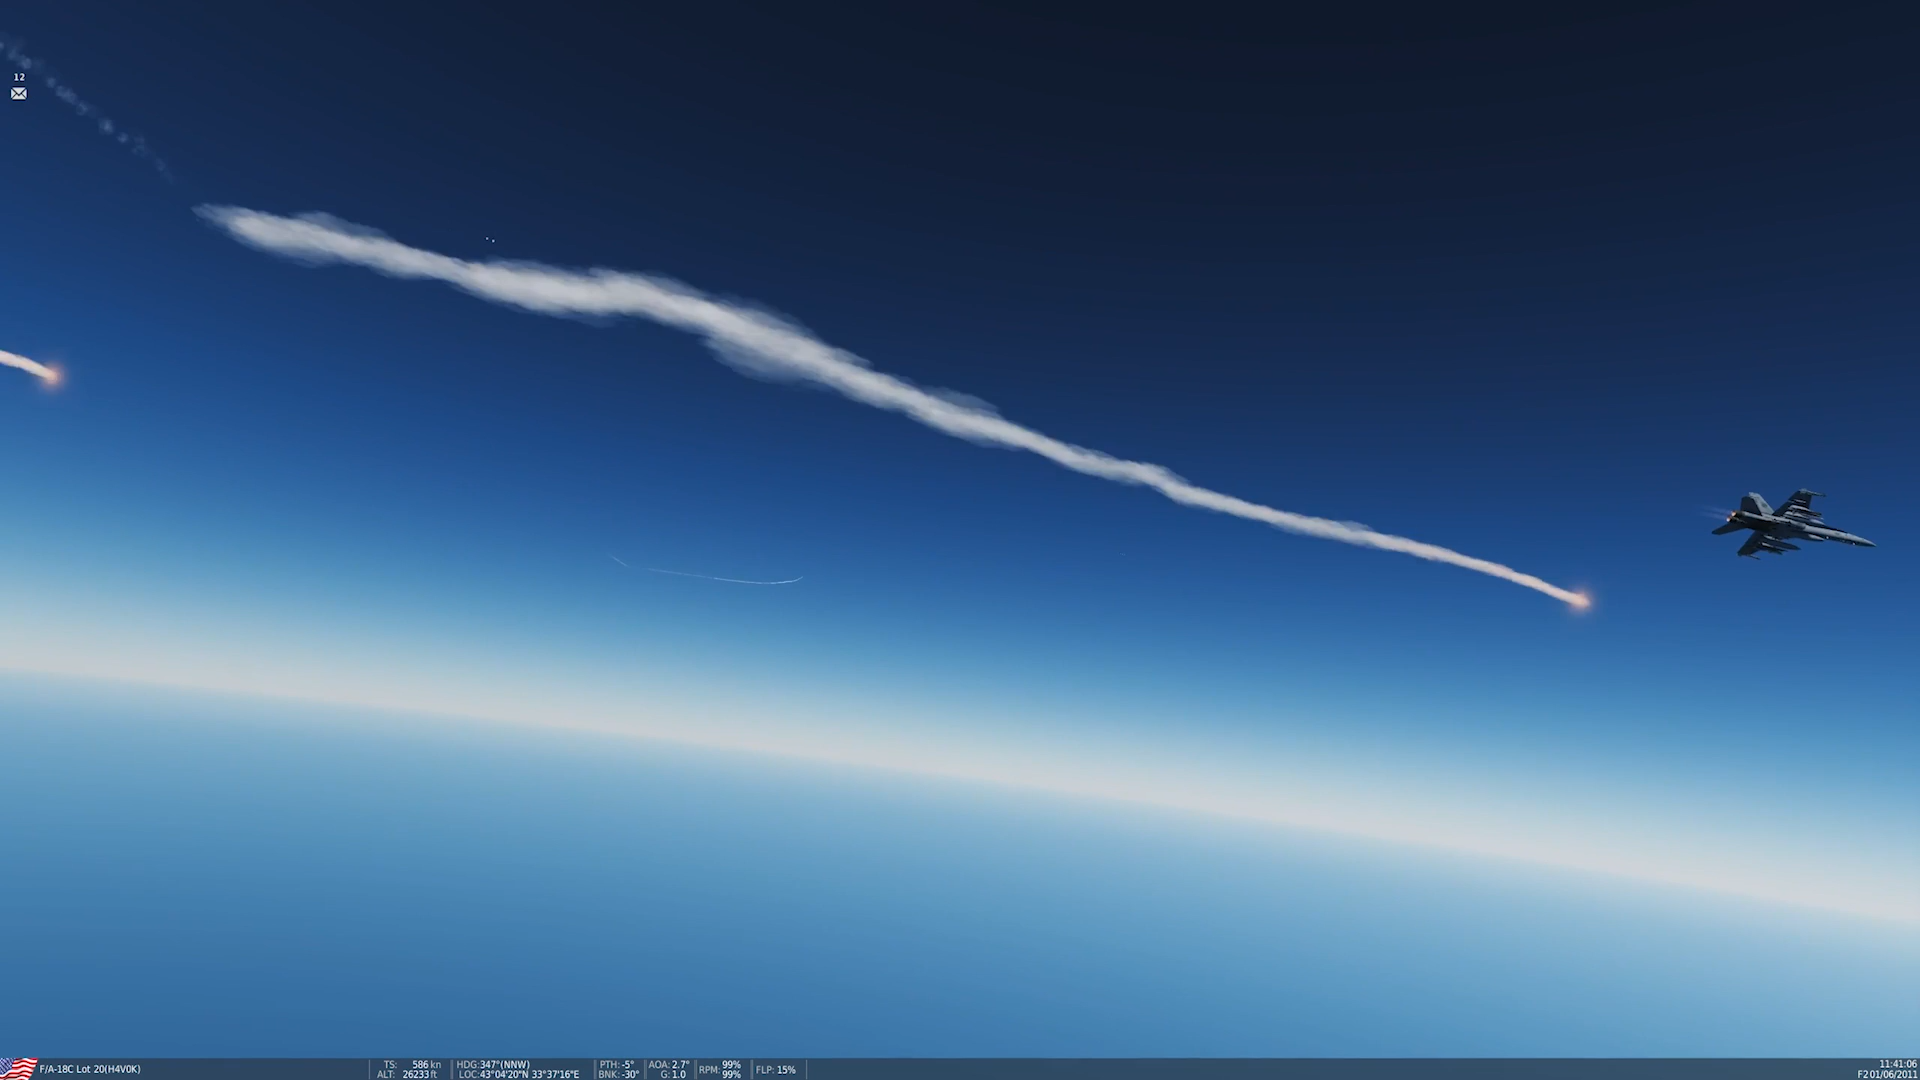 12
F/A-18C Lot 20(H4V0K)
TS: 586 kn
ALT: 26233 ft
HDG:347°(NNW)
LOC:43°04'20"N 33°37'16"E
PTH: -5°
BNK: -30°
AOA: 2.7°
G: 1.0
RPM: 99%
99%
FLP: 15%
11:41:06
F2 01/06/2011